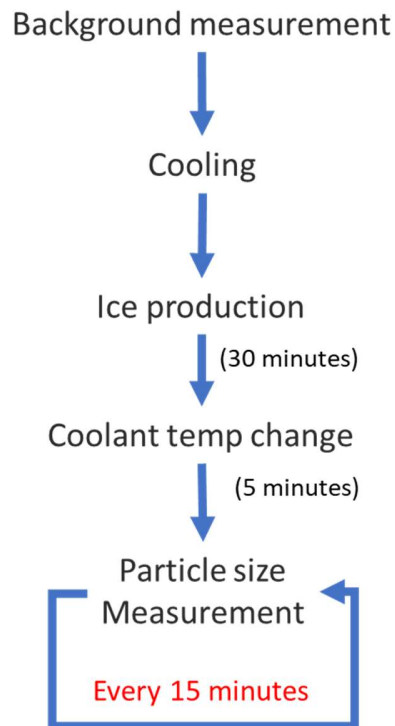 Background measurement
Cooling
Ice production
(30 minutes)
Coolant temp change
(5 minutes)
Particle size
Measurement
Every 15 minutes